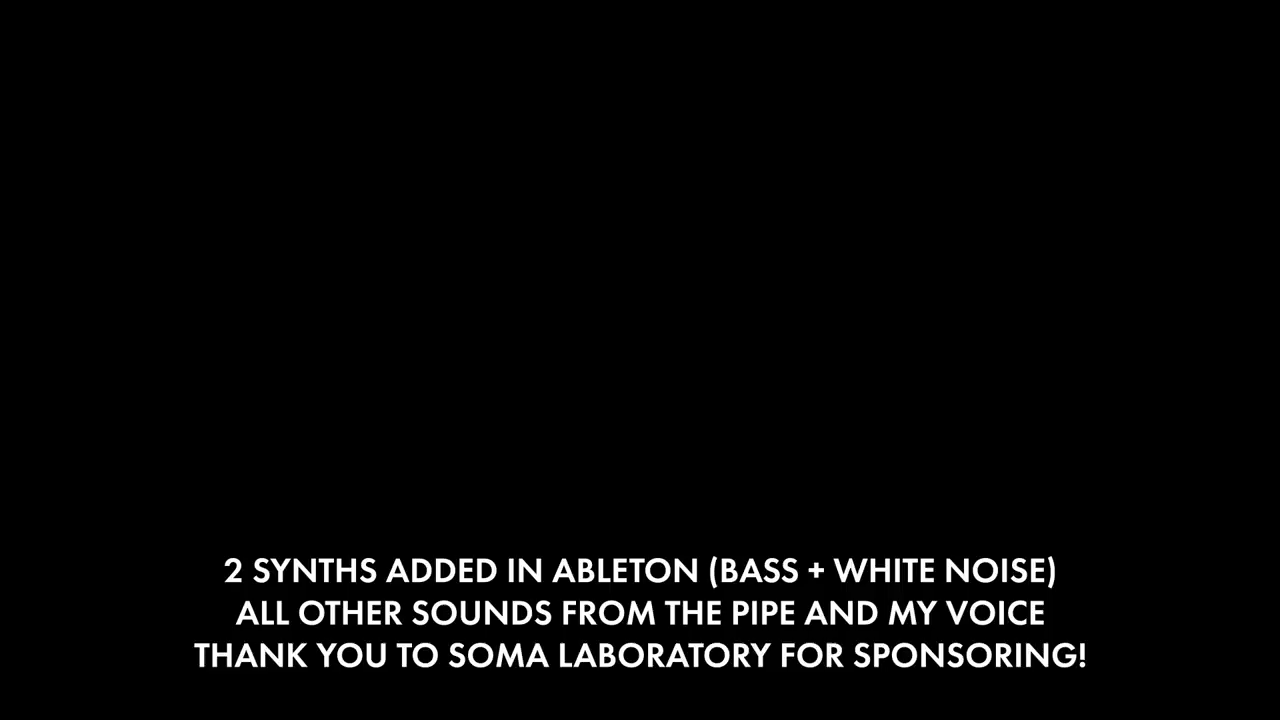 2 SYNTHS ADDED IN ABLETON (BASS + WHITE NOISE)
ALL OTHER SOUNDS FROM THE PIPE AND MY VOICE
THANK YOU TO SOMA LABORATORY FOR SPONSORING!